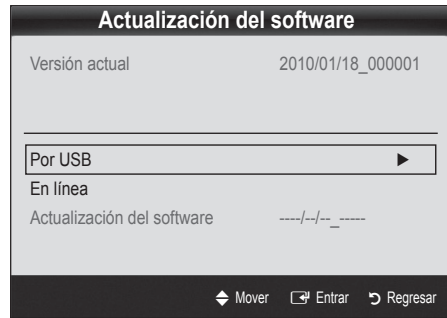 Actualización del software
Versión actual 2010/01/18_000001
Por USB ▶
En línea
Actualización del software ----/--/--_-----
Mover Entrar Regresar